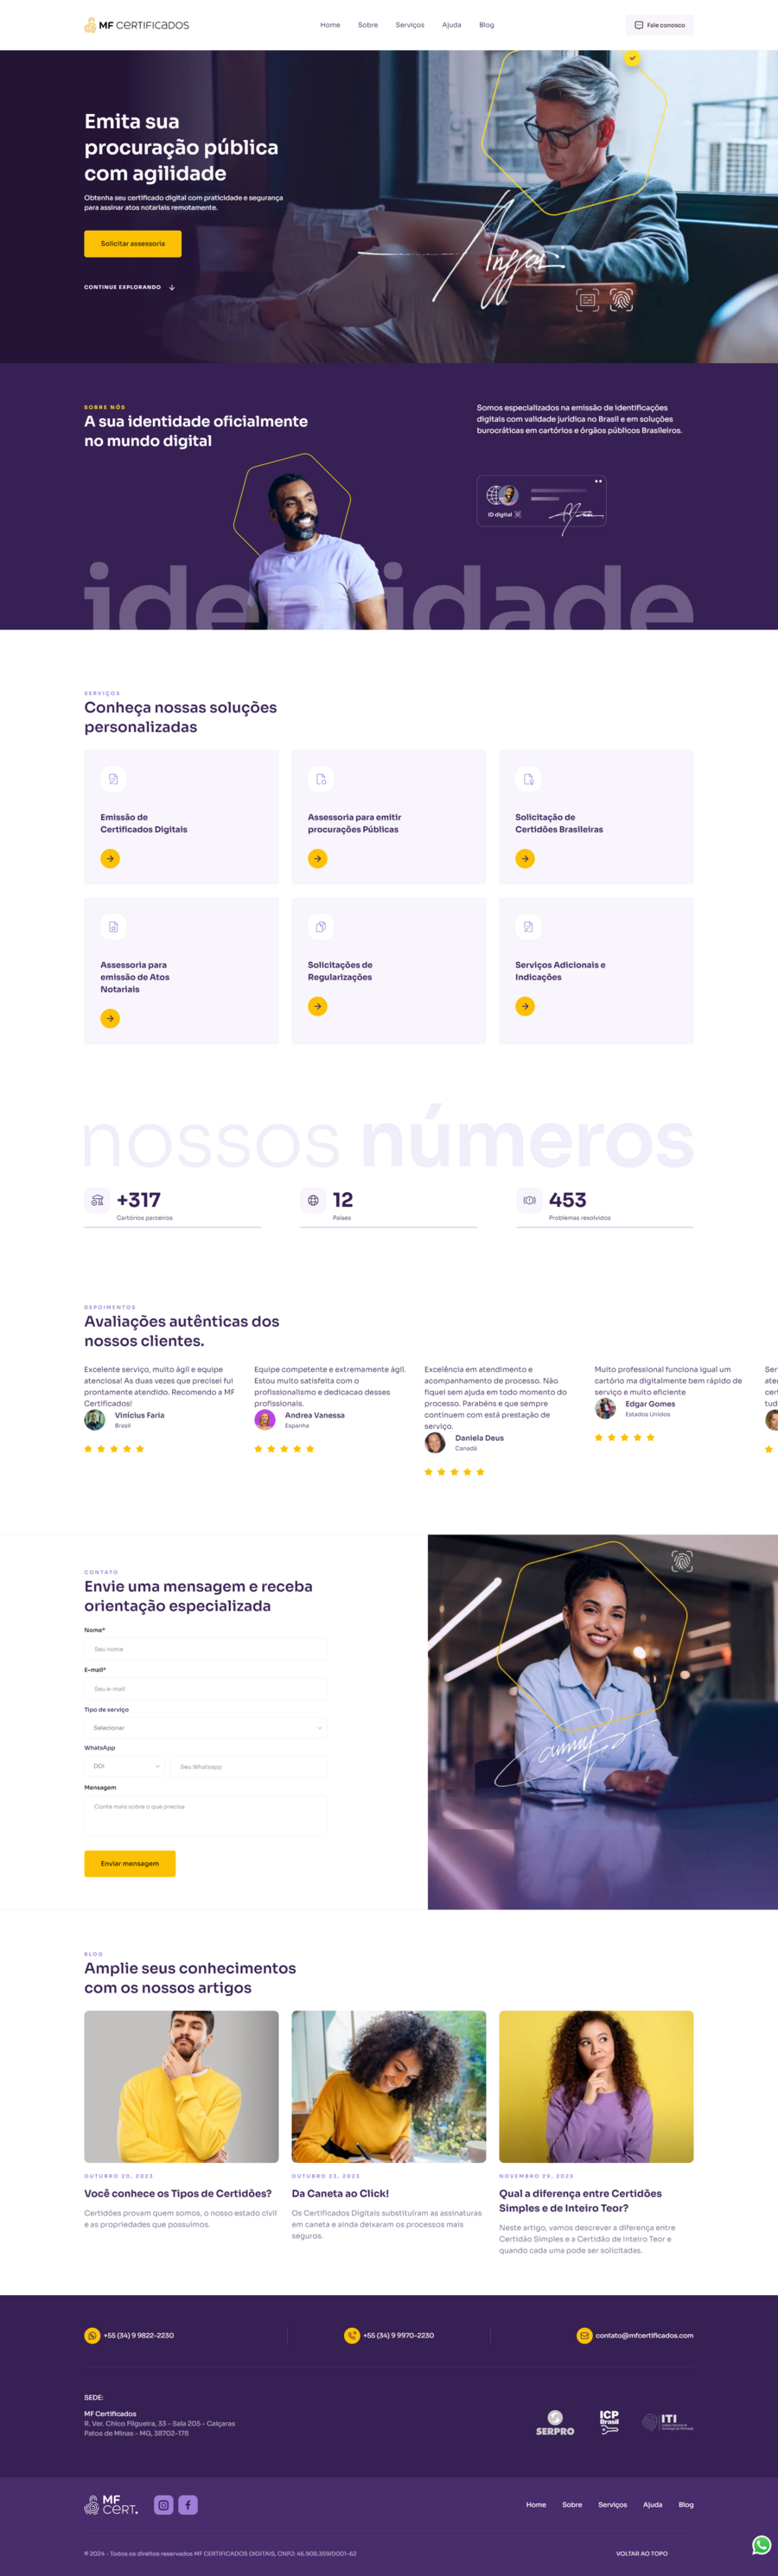 MF CERTIFICADOS
Home Sobre Serviços Ajuda Blog
Fale conosco
Emita sua
procuração pública
com agilidade
Obtenha seu certificado digital com praticidade e segurança
para assinar atos notariais remotamente.
Solicitar assessoria
CONTINUE EXPLORANDO
SOBRE NÓS
A sua identidade oficialmente
no mundo digital
Somos especializados na emissão de identificações
digitais com validade jurídica no Brasil e em soluções
burocráticas em cartórios e órgãos públicos Brasileiros.
ID digital
identidade
SERVIÇOS
Conheça nossas soluções
personalizadas
Emissão de
Certificados Digitais
Assessoria para emitir
procurações Públicas
Solicitação de
Certidões Brasileiras
Assessoria para
emissão de Atos
Notariais
Solicitações de
Regularizações
Serviços Adicionais e
Indicações
nossos números
+317
Cartórios parceiros
12
Países
453
Problemas resolvidos
DEPOIMENTOS
Avaliações autênticas dos
nossos clientes.
Excelente serviço, muito ágil e equipe
atenciosa! As duas vezes que precisei fui
prontamente atendido. Recomendo a MF
Certificados!
Vinícius Faria
Brasil
Equipe competente e extremamente ágil.
Estou muito satisfeita com o
profissionalismo e dedicacao desses
profissionais.
Andrea Vanessa
Espanha
Excelência em atendimento e
acompanhamento de processo. Não
fiquei sem ajuda em todo momento do
processo. Parabéns e que sempre
continuem com está prestação de
serviço.
Daniela Deus
Canadá
Muito professional funciona igual um
cartório ma digitalmente bem rápido de
serviço e muito eficiente
Edgar Gomes
Estados Unidos
Ser
ate
cert
tud
CONTATO
Envie uma mensagem e receba
orientação especializada
Nome*
Seu nome
E-mail*
Seu e-mail
Tipo de serviço
Selecionar
WhatsApp
DDI
Seu Whatsapp
Mensagem
Conte mais sobre o que precisa
Enviar mensagem
BLOG
Amplie seus conhecimentos
com os nossos artigos
OUTUBRO 20, 2023
Você conhece os Tipos de Certidões?
Certidões provam quem somos, o nosso estado civil
e as propriedades que possuímos.
OUTUBRO 23, 2023
Da Caneta ao Click!
Os Certificados Digitais substituíram as assinaturas
em caneta e ainda deixaram os processos mais
seguros.
NOVEMBRO 29, 2023
Qual a diferença entre Certidões
Simples e de Inteiro Teor?
Neste artigo, vamos descrever a diferença entre
Certidão Simples e a Certidão de Inteiro Teor e
quando cada uma pode ser solicitadas.
+55 (34) 9 9822-2230
+55 (34) 9 9970-2230
contato@mfcertificados.com
SEDE:
MF Certificados
R. Ver. Chico Filgueira, 33 - Sala 205 - Caiçaras
Patos de Minas - MG, 38702-178
SERPRO
ICP
Brasil
ITI
MF
CERT.
Home Sobre Serviços Ajuda Blog
© 2024 - Todos os direitos reservados MF CERTIFICADOS DIGITAIS, CNPJ: 46.908.359/0001-62
VOLTAR AO TOPO